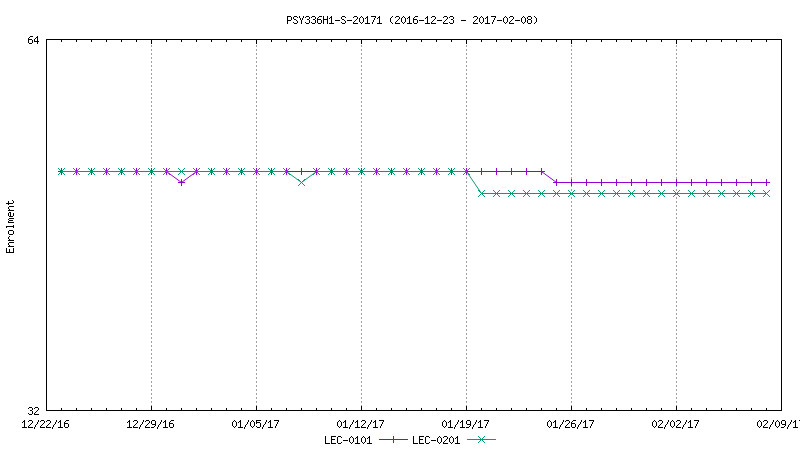 PSY336H1-S-20171 (2016-12-23 - 2017-02-08)
64
Enrolment
32
12/22/16 12/29/16 01/05/17 01/12/17 01/19/17 01/26/17 02/02/17 02/09/17
LEC-0101 LEC-0201